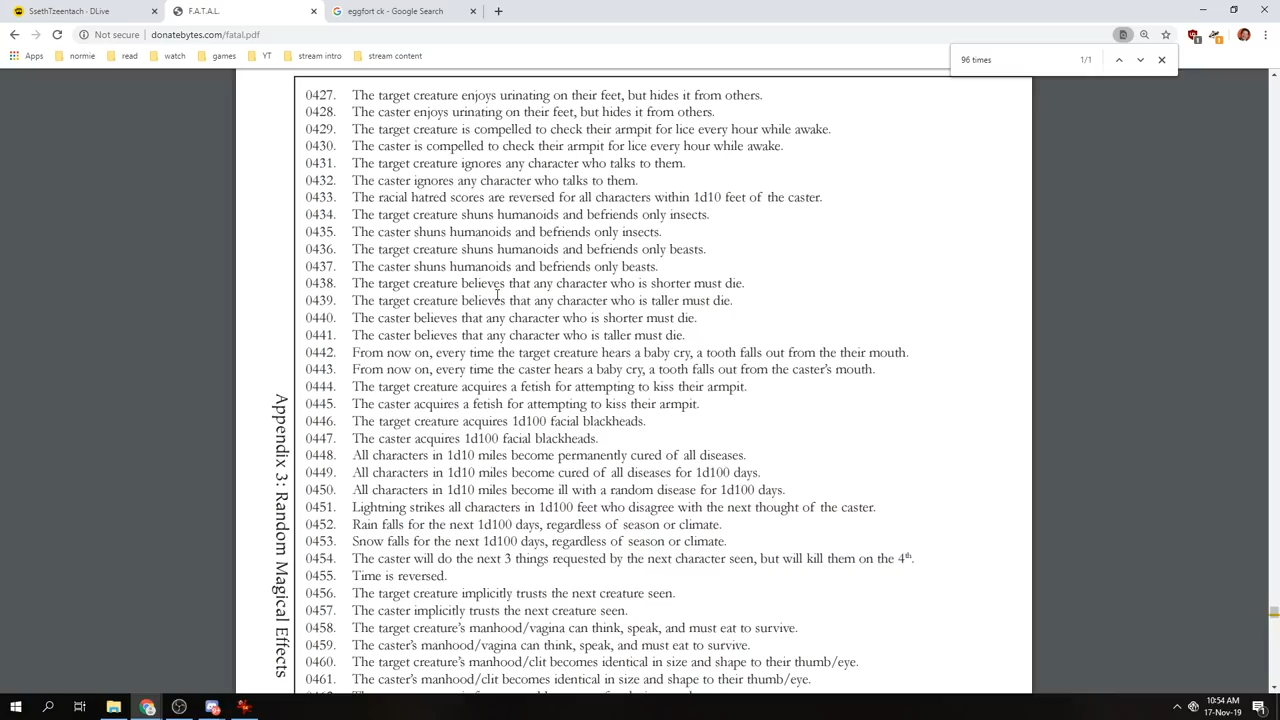 SsethTzeentach - DLive
F.A.T.A.L.
eggfort ck - Google Search
Not secure
donatebytes.com/fatal.pdf
Apps
normie
read
watch
games
YT
stream intro
stream content
96 times
1/1
0427. The target creature enjoys urinating on their feet, but hides it from others.
0428. The caster enjoys urinating on their feet, but hides it from others.
0429. The target creature is compelled to check their armpit for lice every hour while awake.
0430. The caster is compelled to check their armpit for lice every hour while awake.
0431. The target creature ignores any character who talks to them.
0432. The caster ignores any character who talks to them.
0433. The racial hatred scores are reversed for all characters within 1d10 feet of the caster.
0434. The target creature shuns humanoids and befriends only insects.
0435. The caster shuns humanoids and befriends only insects.
0436. The target creature shuns humanoids and befriends only beasts.
0437. The caster shuns humanoids and befriends only beasts.
0438. The target creature believes that any character who is shorter must die.
0439. The target creature believes that any character who is taller must die.
0440. The caster believes that any character who is shorter must die.
0441. The caster believes that any character who is taller must die.
0442. From now on, every time the target creature hears a baby cry, a tooth falls out from the their mouth.
0443. From now on, every time the caster hears a baby cry, a tooth falls out from the caster's mouth.
0444. The target creature acquires a fetish for attempting to kiss their armpit.
0445. The caster acquires a fetish for attempting to kiss their armpit.
0446. The target creature acquires 1d100 facial blackheads.
0447. The caster acquires 1d100 facial blackheads.
0448. All characters in 1d10 miles become permanently cured of all diseases.
0449. All characters in 1d10 miles become cured of all diseases for 1d100 days.
0450. All characters in 1d10 miles become ill with a random disease for 1d100 days.
0451. Lightning strikes all characters in 1d100 feet who disagree with the next thought of the caster.
0452. Rain falls for the next 1d100 days, regardless of season or climate.
0453. Snow falls for the next 1d100 days, regardless of season or climate.
0454. The caster will do the next 3 things requested by the next character seen, but will kill them on the 4th.
0455. Time is reversed.
0456. The target creature implicitly trusts the next creature seen.
0457. The caster implicitly trusts the next creature seen.
0458. The target creature's manhood/vagina can think, speak, and must eat to survive.
0459. The caster's manhood/vagina can think, speak, and must eat to survive.
0460. The target creature's manhood/clit becomes identical in size and shape to their thumb/eye.
0461. The caster's manhood/clit becomes identical in size and shape to their thumb/eye.
Appendix 3: Random Magical Effects
10:54 AM
17-Nov-19